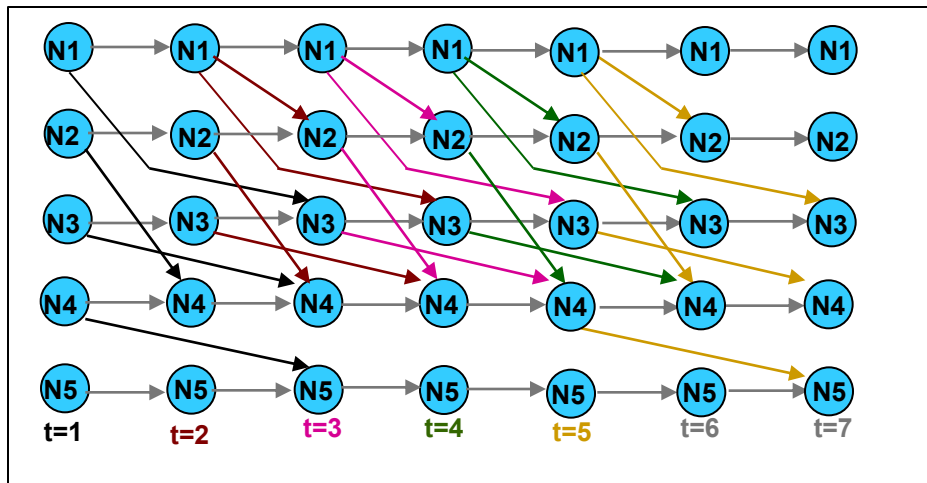 N1 N1 N1 N1 N1 N1 N1
N2 N2 N2 N2 N2 N2 N2
N3 N3 N3 N3 N3 N3 N3
N4 N4 N4 N4 N4 N4 N4
N5 N5 N5 N5 N5 N5 N5
t=1 t=2 t=3 t=4 t=5 t=6 t=7